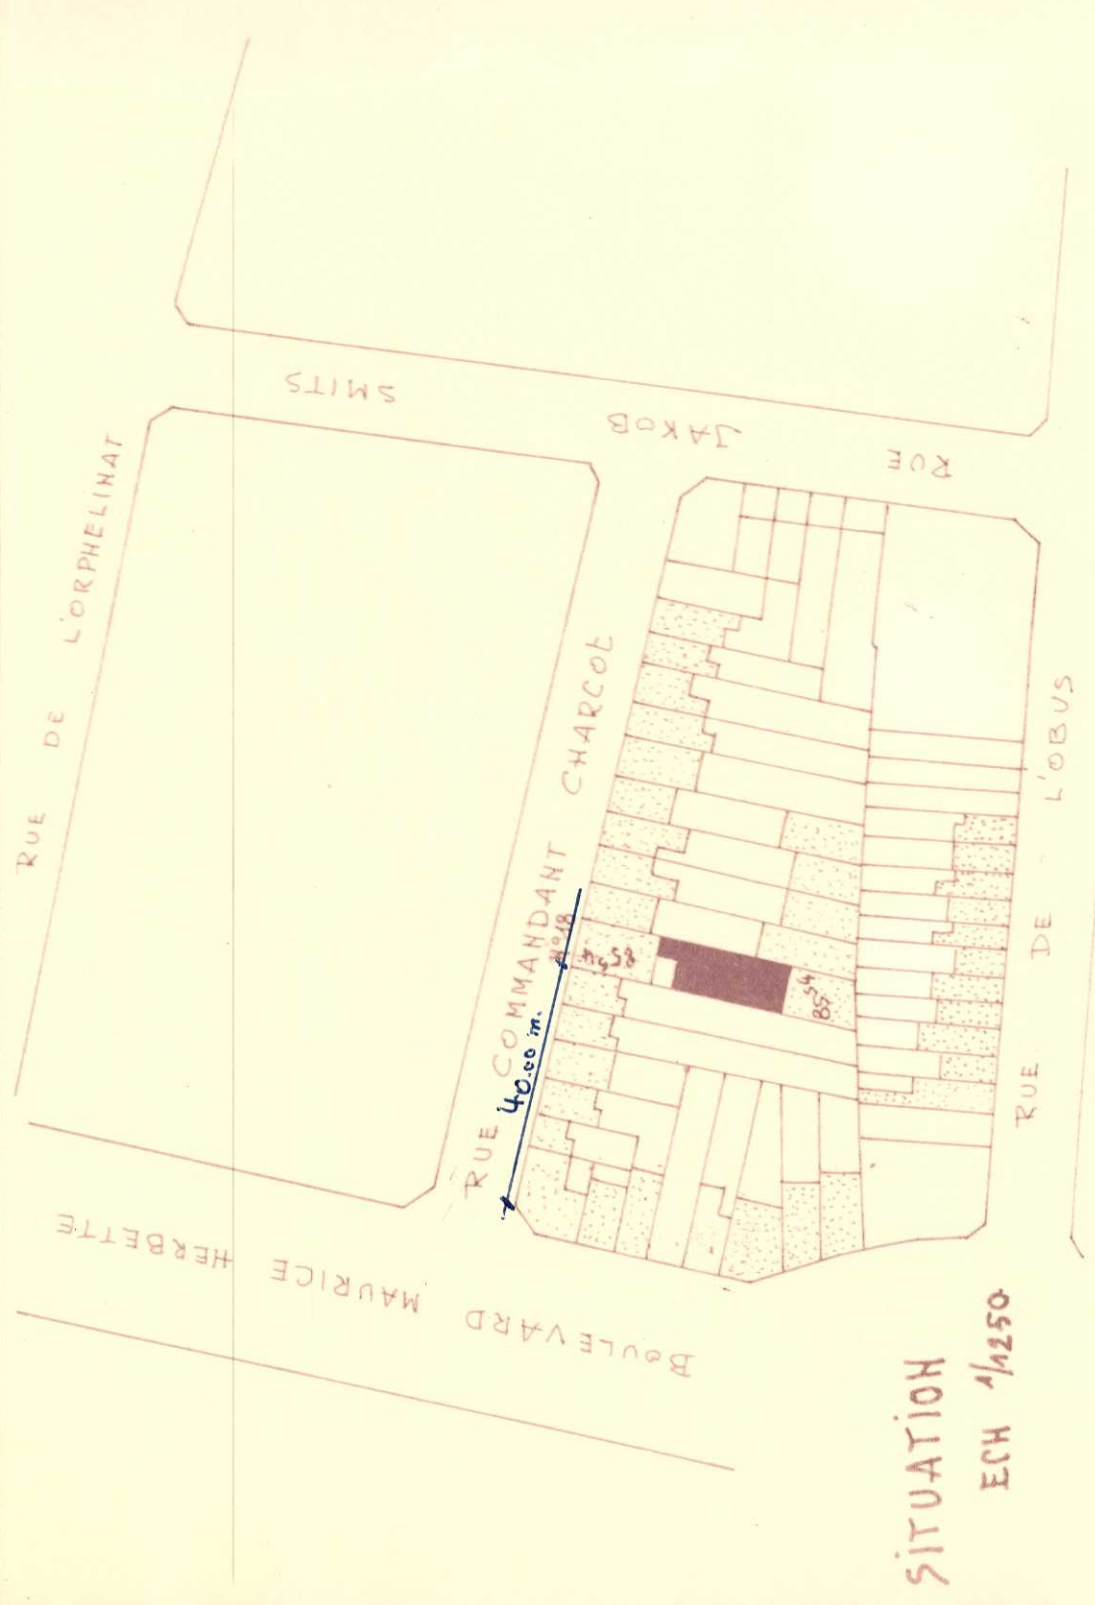 RUE DE L'ORPHELINAT
RUE JAKOB SMITS
RUE COMMANDANT CHARCOT
N°18
40.00 m.
RUE DE L'OBUS
BOULEVARD MAURICE HERBETTE
SITUATION
ECH 1/1250